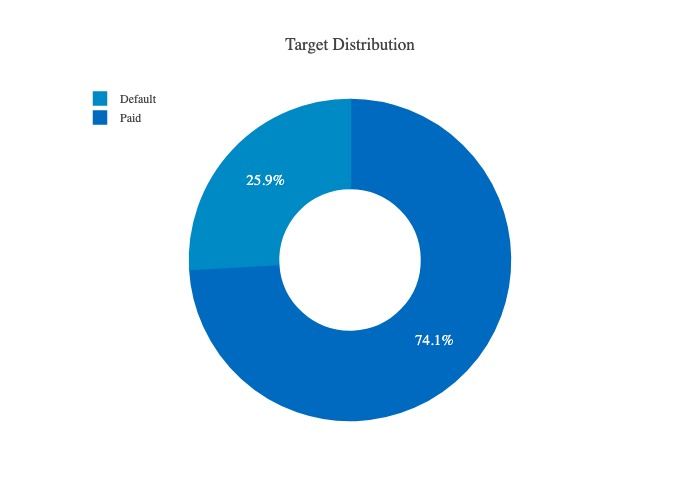 Target Distribution
Default
Paid
25.9%
74.1%